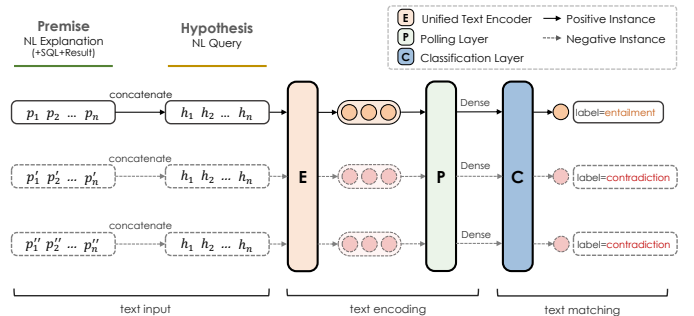 Premise
NL Explanation
(+SQL+Result)
Hypothesis
NL Query
E Unified Text Encoder
P Polling Layer
C Classification Layer
Positive Instance
Negative Instance
p₁ p₂ ... pₙ
concatenate
h₁ h₂ ... hₙ
Dense
label=entailment
p′₁ p′₂ ... p′ₙ
concatenate
h₁ h₂ ... hₙ
Dense
label=contradiction
p″₁ p″₂ ... p″ₙ
concatenate
h₁ h₂ ... hₙ
Dense
label=contradiction
E
P
C
text input
text encoding
text matching